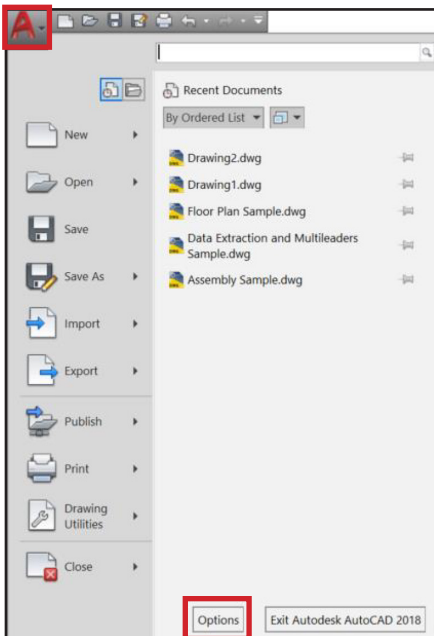 A
Recent Documents
By Ordered List
New
Drawing2.dwg
Open
Drawing1.dwg
Floor Plan Sample.dwg
Save
Data Extraction and Multileaders
Sample.dwg
Save As
Assembly Sample.dwg
Import
Export
Publish
Print
Drawing
Utilities
Close
Options
Exit Autodesk AutoCAD 2018